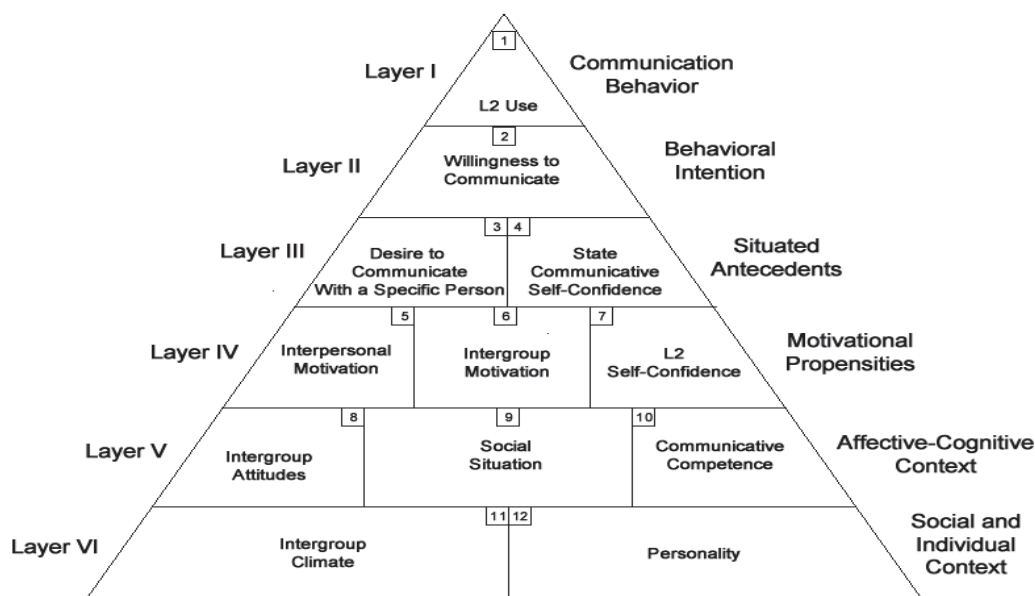 1
Layer I
Communication
Behavior
L2 Use
2
Layer II
Willingness to
Communicate
Behavioral
Intention
3 4
Layer III
Desire to
Communicate
With a Specific Person
State
Communicative
Self-Confidence
Situated
Antecedents
5 6 7
Layer IV
Interpersonal
Motivation
Intergroup
Motivation
L2
Self-Confidence
Motivational
Propensities
8 9 10
Layer V
Intergroup
Attitudes
Social
Situation
Communicative
Competence
Affective-Cognitive
Context
11 12
Layer VI
Intergroup
Climate
Personality
Social and
Individual
Context